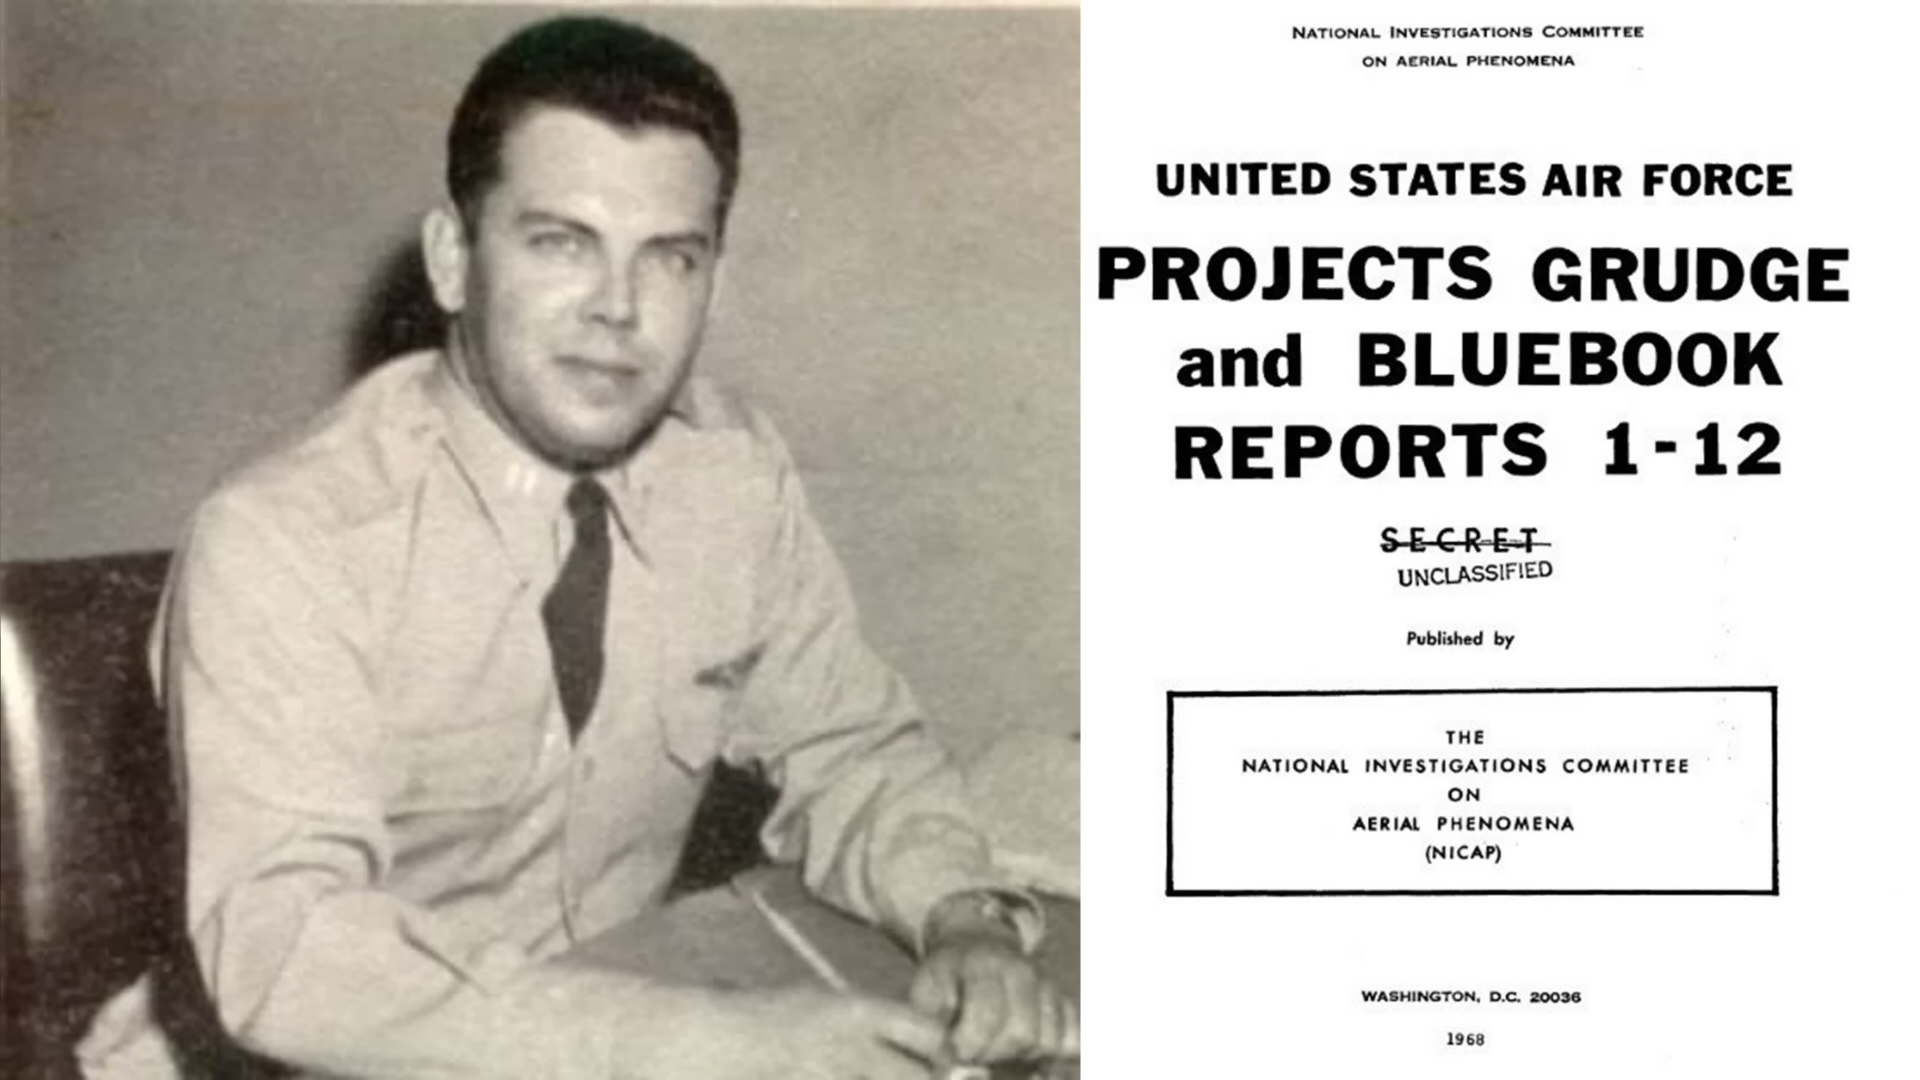 NATIONAL INVESTIGATIONS COMMITTEE
ON AERIAL PHENOMENA
UNITED STATES AIR FORCE
PROJECTS GRUDGE
and BLUEBOOK
REPORTS 1-12
SECRET
UNCLASSIFIED
Published by
THE
NATIONAL INVESTIGATIONS COMMITTEE
ON
AERIAL PHENOMENA
(NICAP)
WASHINGTON, D.C. 20036
1968